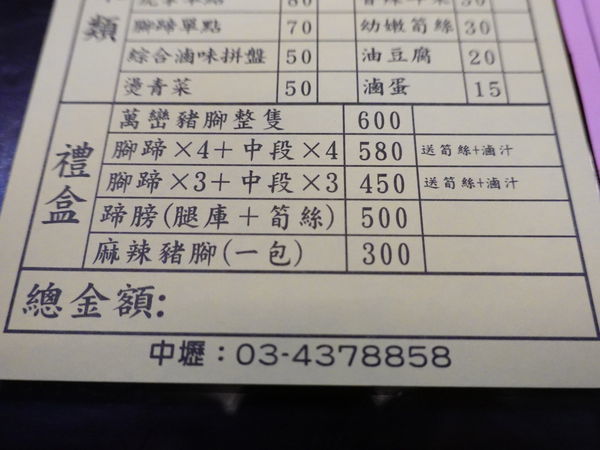 類
80
30
腳蹄單點 70 幼嫩筍絲 30
綜合滷味拼盤 50 油豆腐 20
燙青菜 50 滷蛋 15
禮盒
萬巒豬腳整隻 600
腳蹄×4+中段×4 580 送筍絲+滷汁
腳蹄×3+中段×3 450 送筍絲+滷汁
蹄膀(腿庫+筍絲) 500
麻辣豬腳(一包) 300
總金額:
中壢：03-4378858